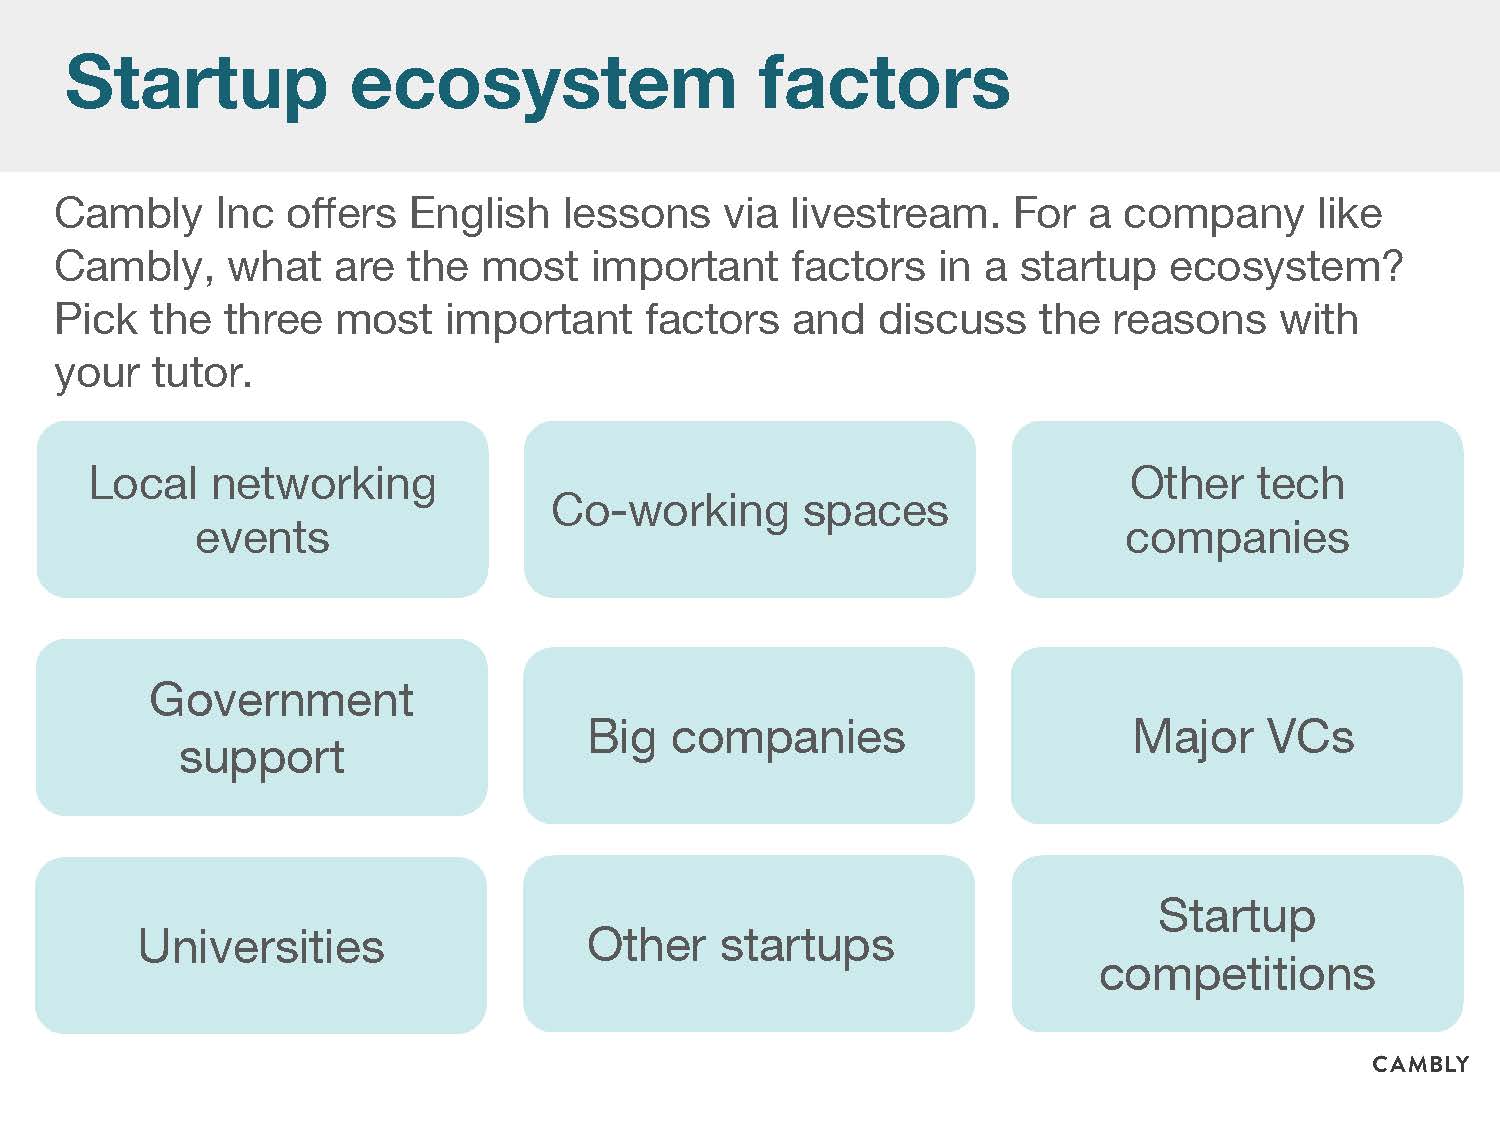 Startup ecosystem factors
Cambly Inc offers English lessons via livestream. For a company like
Cambly, what are the most important factors in a startup ecosystem?
Pick the three most important factors and discuss the reasons with
your tutor.
Local networking
events
Co-working spaces
Other tech
companies
Government
support
Big companies
Major VCs
Universities
Other startups
Startup
competitions
CAMBLY